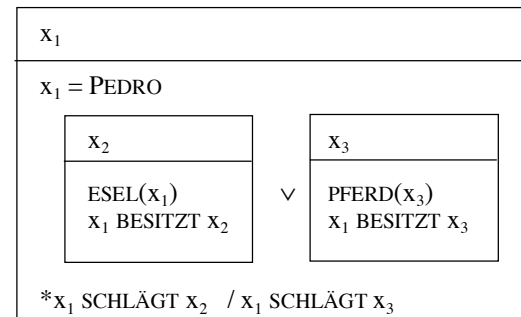 x₁
x₁ = PEDRO
x₂ x₃
ESEL(x₁) ∨ PFERD(x₃)
x₁ BESITZT x₂ x₁ BESITZT x₃
*x₁ SCHLÄGT x₂ / x₁ SCHLÄGT x₃